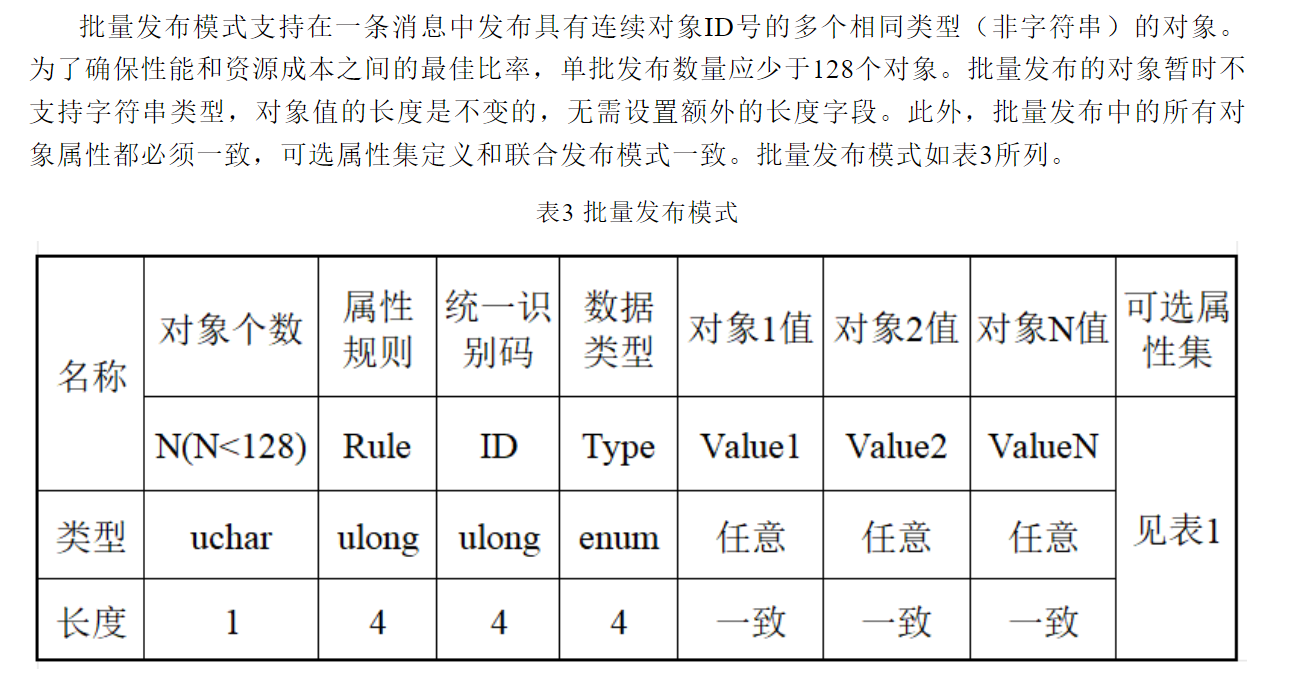 批量发布模式支持在一条消息中发布具有连续对象ID号的多个相同类型（非字符串）的对象。
为了确保性能和资源成本之间的最佳比率，单批发布数量应少于128个对象。批量发布的对象暂时不
支持字符串类型，对象值的长度是不变的，无需设置额外的长度字段。此外，批量发布中的所有对
象属性都必须一致，可选属性集定义和联合发布模式一致。批量发布模式如表3所列。
表3 批量发布模式
名称 对象个数 属性规则 统一识别码 数据类型 对象1值 对象2值 对象N值 可选属性集
N(N<128) Rule ID Type Value1 Value2 ValueN 见表1
类型 uchar ulong ulong enum 任意 任意 任意
长度 1 4 4 4 一致 一致 一致